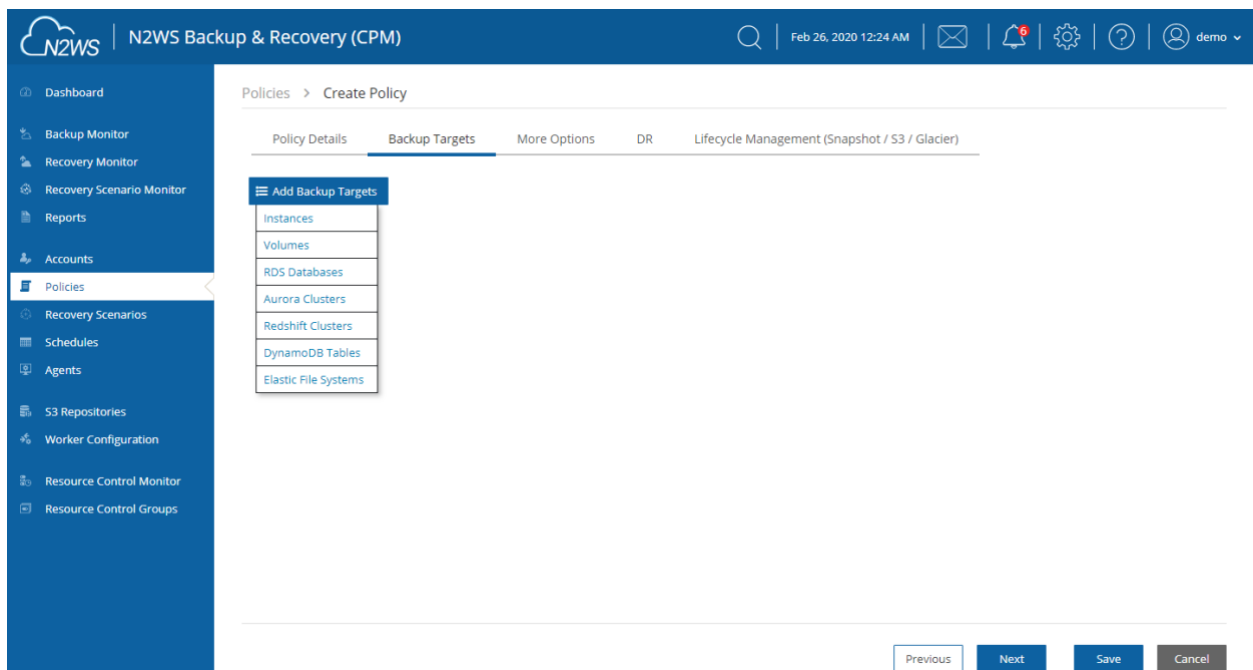 N2WS N2WS Backup & Recovery (CPM) Feb 26, 2020 12:24 AM 6 ? demo
Dashboard
Backup Monitor
Recovery Monitor
Recovery Scenario Monitor
Reports
Accounts
Policies
Recovery Scenarios
Schedules
Agents
S3 Repositories
Worker Configuration
Resource Control Monitor
Resource Control Groups
Policies > Create Policy
Policy Details Backup Targets More Options DR Lifecycle Management (Snapshot / S3 / Glacier)
Add Backup Targets
Instances
Volumes
RDS Databases
Aurora Clusters
Redshift Clusters
DynamoDB Tables
Elastic File Systems
Previous Next Save Cancel